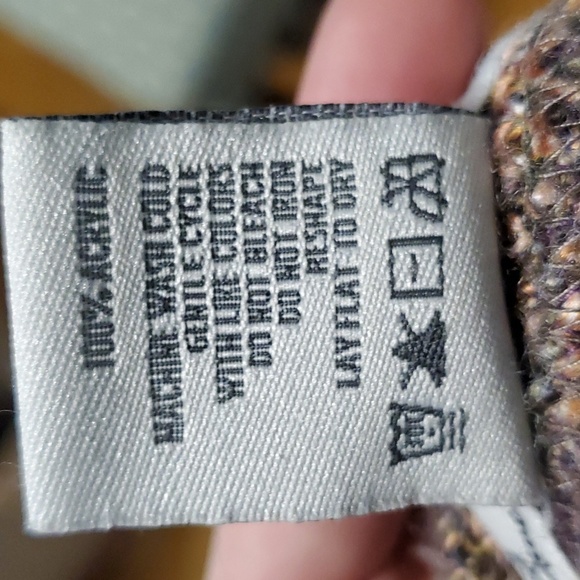 100% ACRYLIC
MACHINE WASH COLD
GENTLE CYCLE
WITH LIKE COLORS
DO NOT BLEACH
DO NOT IRON
RESHAPE
LAY FLAT TO DRY